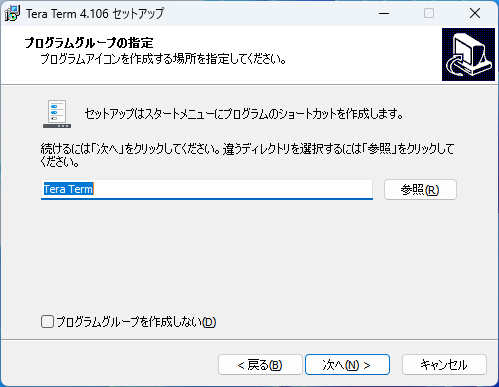 Tera Term 4.106 セットアップ
プログラムグループの指定
プログラムアイコンを作成する場所を指定してください。
セットアップはスタートメニューにプログラムのショートカットを作成します。
続けるには「次へ」をクリックしてください。違うディレクトリを選択するには「参照」をクリックして
ください。
Tera Term
参照(R)
プログラムグループを作成しない(D)
< 戻る(B)
次へ(N) >
キャンセル